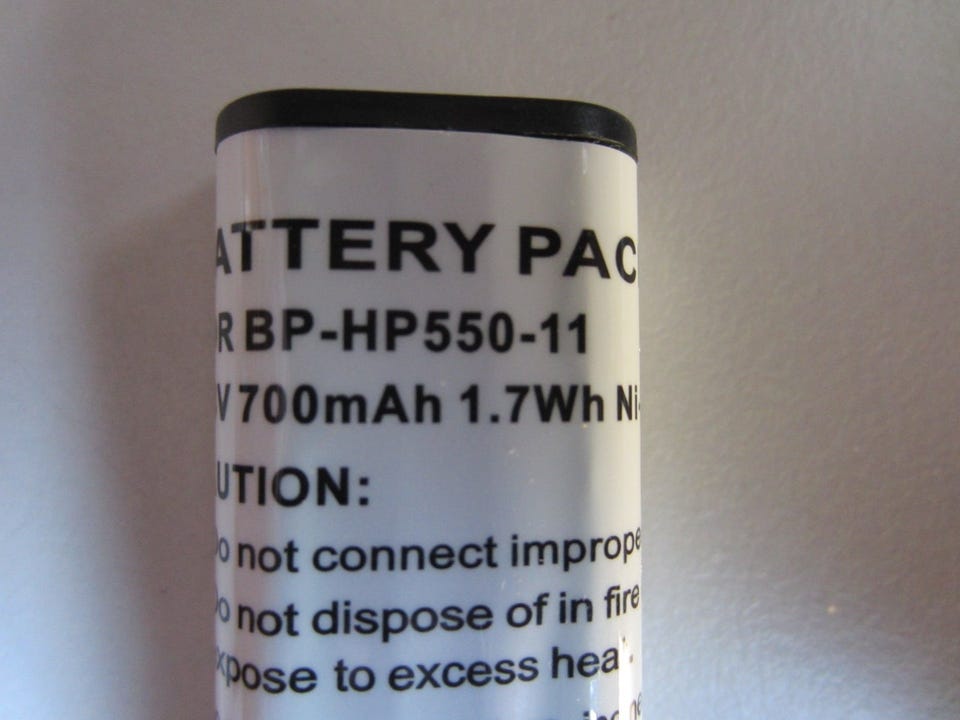 ATTERY PAC
R BP-HP550-11
V 700mAh 1.7Wh Ni-
UTION:
o not connect imprope
o not dispose of in fire
xpose to excess hea